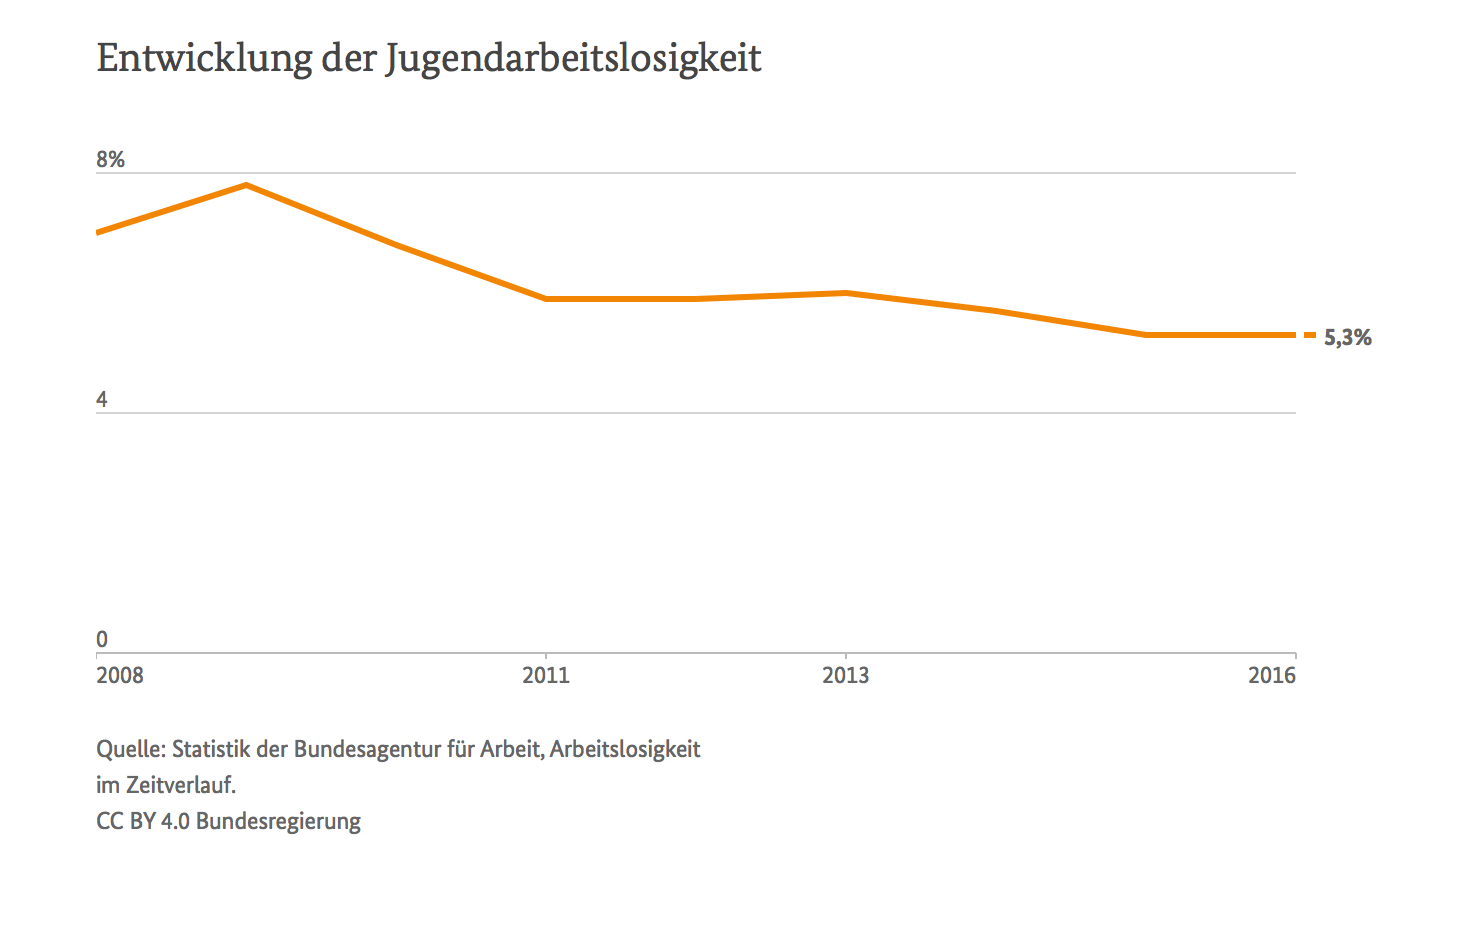 Entwicklung der Jugendarbeitslosigkeit
8%
5,3%
4
0
2008 2011 2013 2016
Quelle: Statistik der Bundesagentur für Arbeit, Arbeitslosigkeit
im Zeitverlauf.
CC BY 4.0 Bundesregierung